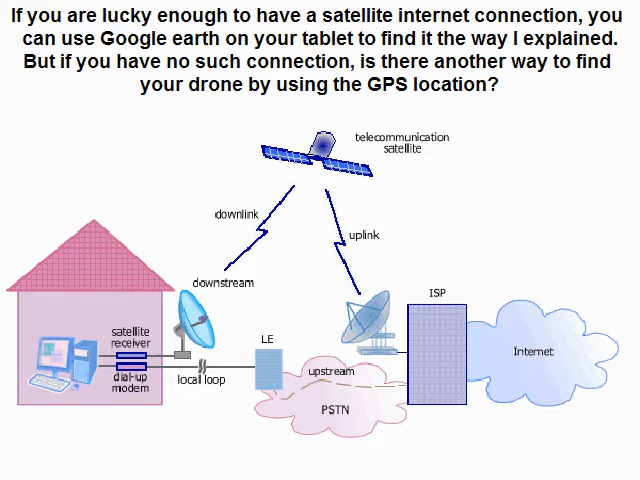 If you are lucky enough to have a satellite internet connection, you
can use Google earth on your tablet to find it the way I explained.
But if you have no such connection, is there another way to find
your drone by using the GPS location?
telecommunication
satellite
downlink
uplink
downstream
ISP
satellite
receiver
LE
Internet
dial-up
modem
local loop
upstream
PSTN